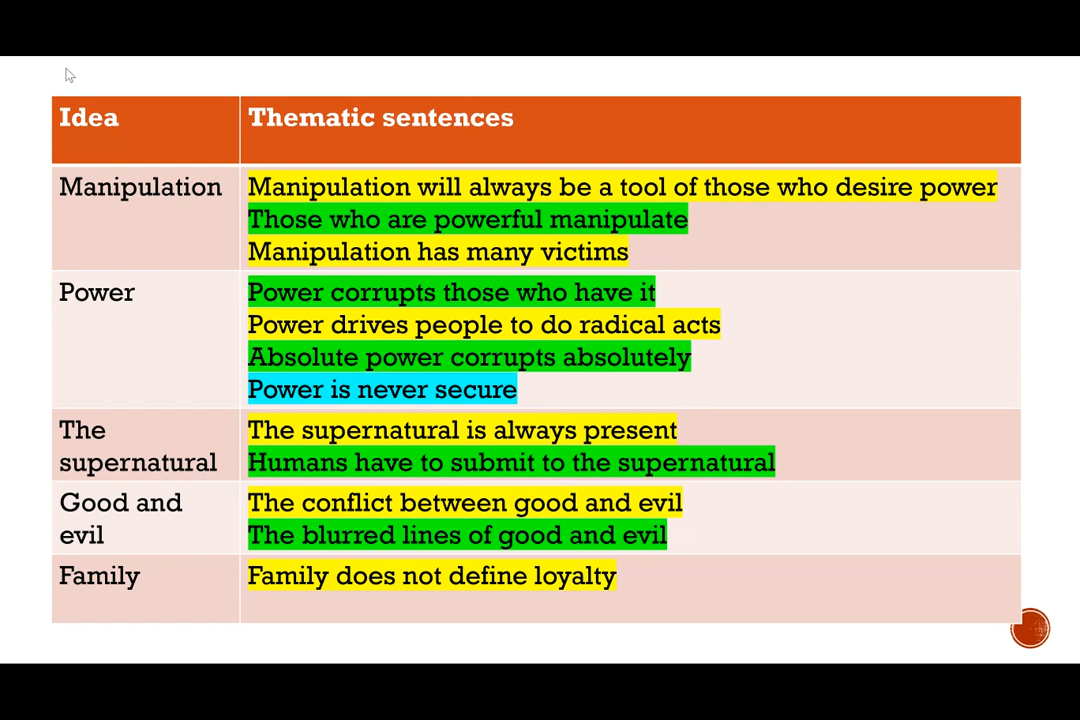 Idea
Thematic sentences
Manipulation
Manipulation will always be a tool of those who desire power
Those who are powerful manipulate
Manipulation has many victims
Power
Power corrupts those who have it
Power drives people to do radical acts
Absolute power corrupts absolutely
Power is never secure
The
supernatural
The supernatural is always present
Humans have to submit to the supernatural
Good and
evil
The conflict between good and evil
The blurred lines of good and evil
Family
Family does not define loyalty